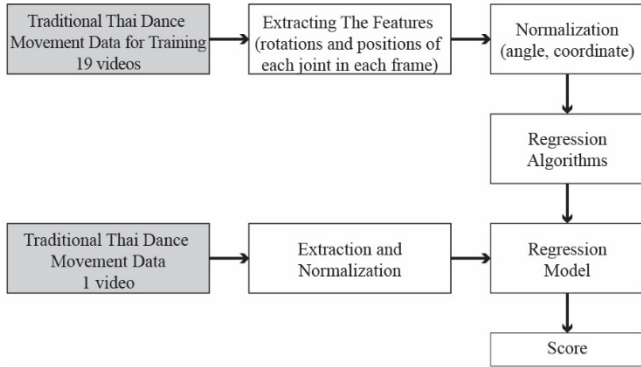 Traditional Thai Dance
Movement Data for Training
19 videos
Extracting The Features
(rotations and positions of
each joint in each frame)
Normalization
(angle, coordinate)
Regression
Algorithms
Traditional Thai Dance
Movement Data
1 video
Extraction and
Normalization
Regression
Model
Score